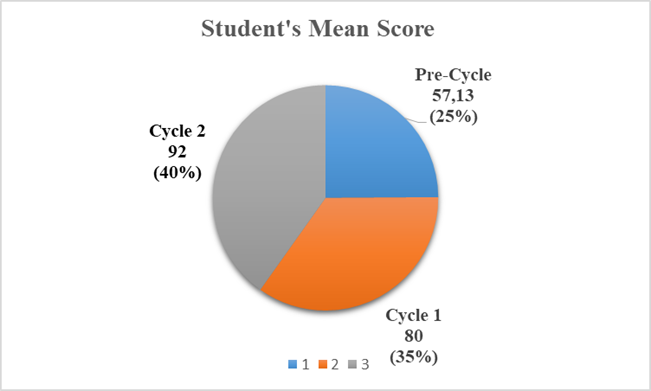 Student's Mean Score
Pre-Cycle
57,13
(25%)
Cycle 2
92
(40%)
Cycle 1
80
(35%)
1 2 3